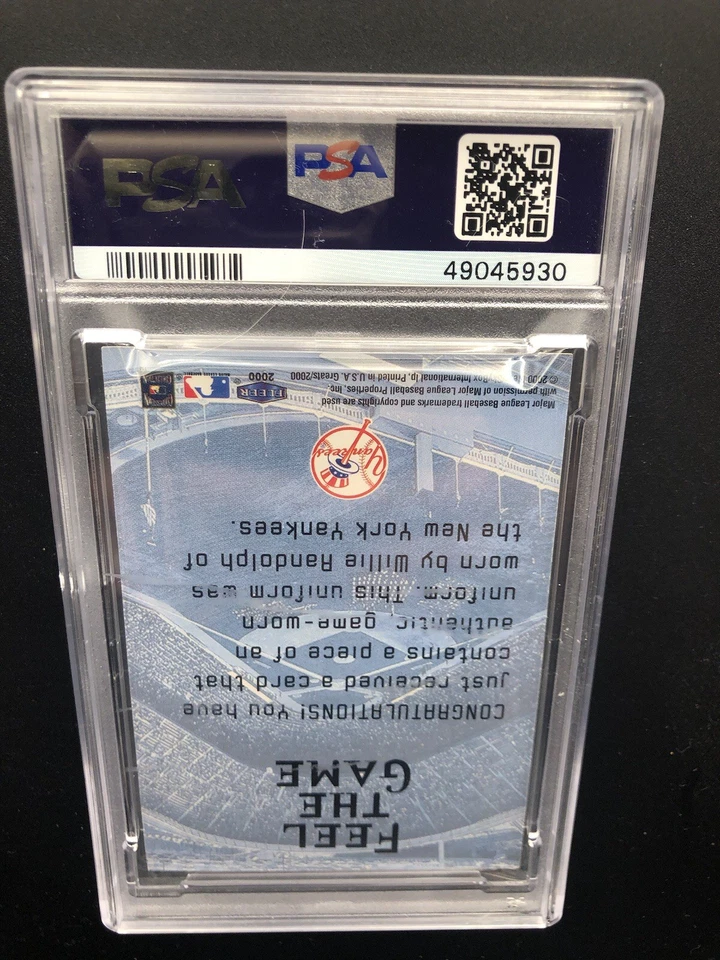 PSA
PSA
49045930
FEEL
THE
GAME
CONGRATULATIONS! You have
just received a card that
contains a piece of an
authentic, game-worn
uniform. This uniform was
worn by Willie Randolph of
the New York Yankees.
Yankees
Major League Baseball trademarks and copyrights are used
with permission of Major League Baseball Properties, Inc.
© 2000 Box International lp. Printed in U.S.A. Greats/2000
FLEER 2000